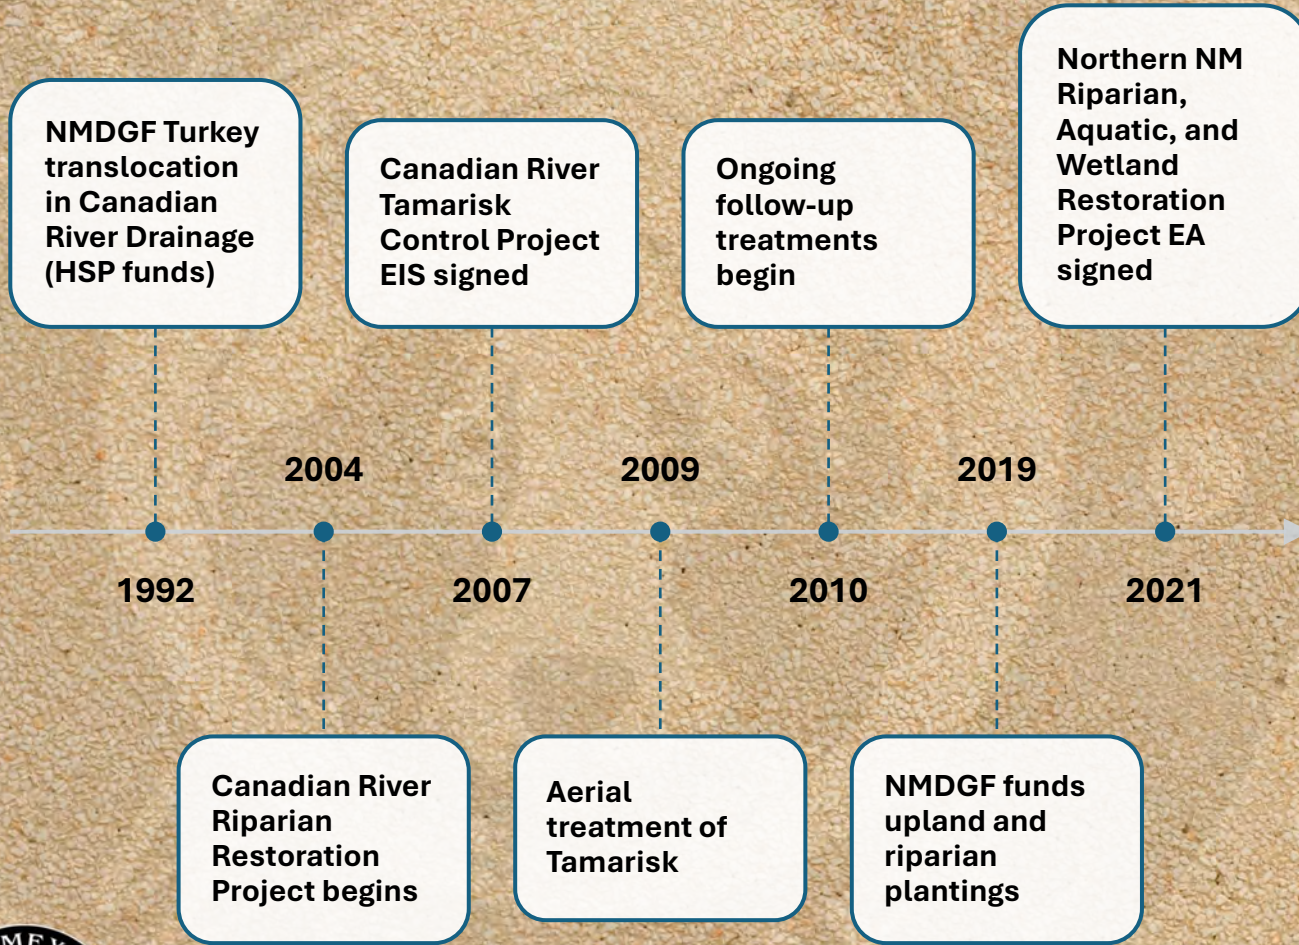 NMDGF Turkey
translocation
in Canadian
River Drainage
(HSP funds)
Canadian River
Tamarisk
Control Project
EIS signed
Ongoing
follow-up
treatments
begin
Northern NM
Riparian,
Aquatic, and
Wetland
Restoration
Project EA
signed
2004
2009
2019
1992
2007
2010
2021
Canadian River
Riparian
Restoration
Project begins
Aerial
treatment of
Tamarisk
NMDGF funds
upland and
riparian
plantings